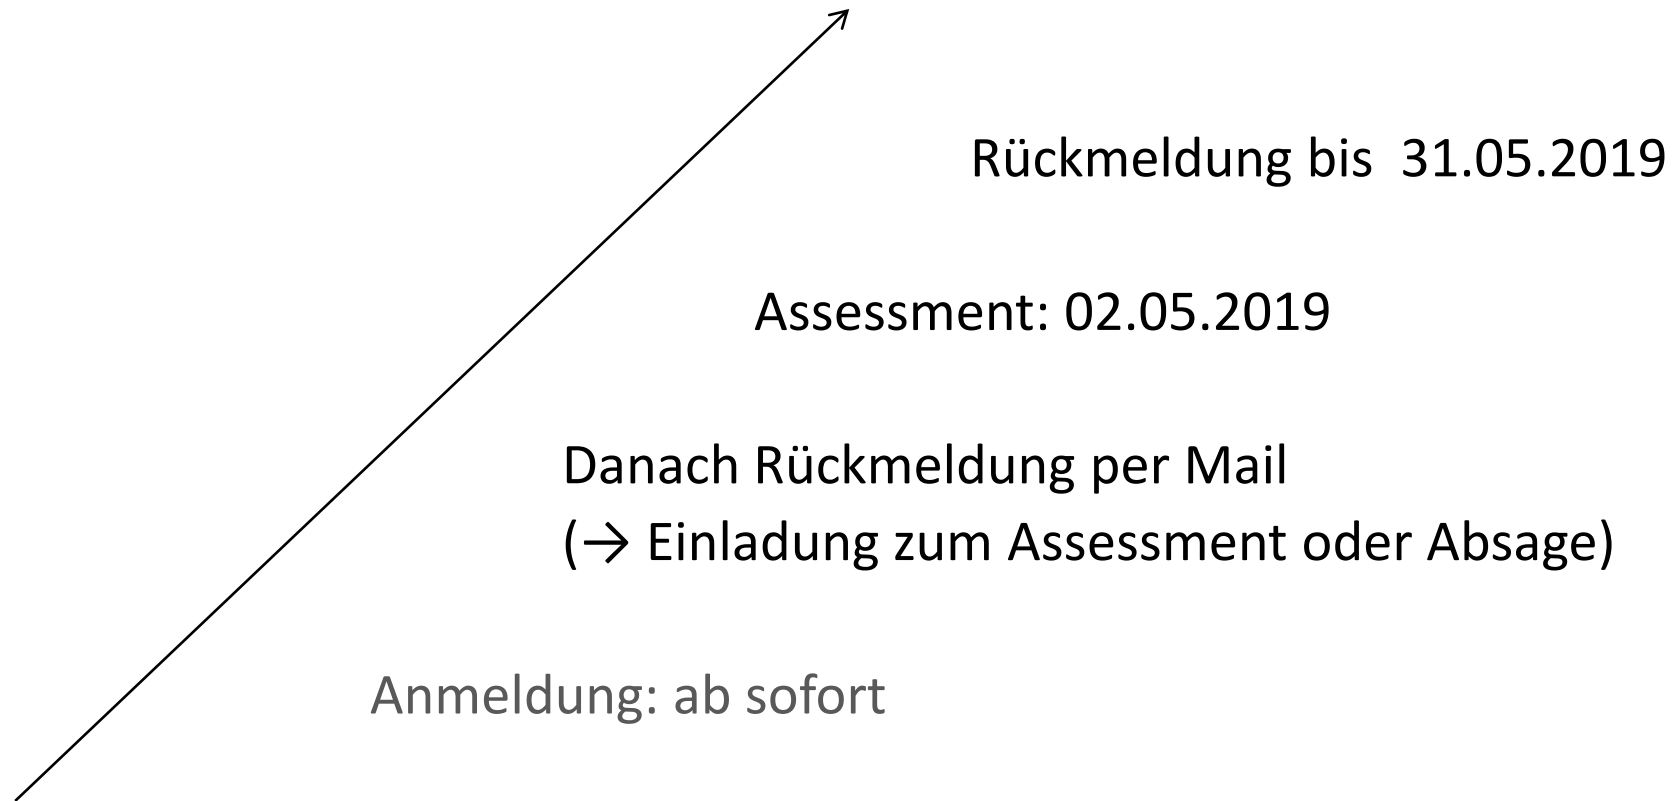 Rückmeldung bis 31.05.2019
Assessment: 02.05.2019
Danach Rückmeldung per Mail
(→ Einladung zum Assessment oder Absage)
Anmeldung: ab sofort